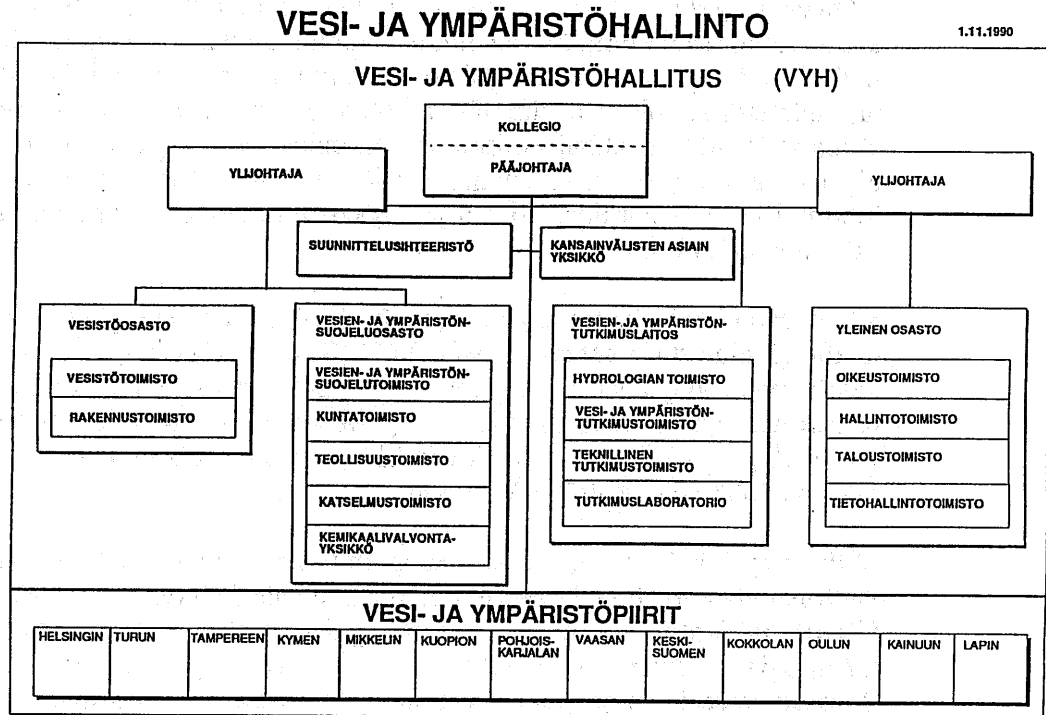 VESI- JA YMPÄRISTÖHALLINTO
1.11.1990
VESI- JA YMPÄRISTÖHALLITUS (VYH)
KOLLEGIO
PÄÄJOHTAJA
YLIJOHTAJA
YLIJOHTAJA
SUUNNITTELUSIHTEERISTÖ
KANSAINVÄLISTEN ASIAIN
YKSIKKÖ
VESISTÖOSASTO
VESISTÖTOIMISTO
RAKENNUSTOIMISTO
VESIEN- JA YMPÄRISTÖN-
SUOJELUOSASTO
VESIEN- JA YMPÄRISTÖN-
SUOJELUTOIMISTO
KUNTATOIMISTO
TEOLLISUUSTOIMISTO
KATSELMUSTOIMISTO
KEMIKAALIVALVONTA-
YKSIKKÖ
VESIEN- JA YMPÄRISTÖN-
TUTKIMUSLAITOS
HYDROLOGIAN TOIMISTO
VESI- JA YMPÄRISTÖN-
TUTKIMUSTOIMISTO
TEKNILLINEN
TUTKIMUSTOIMISTO
TUTKIMUSLABORATORIO
YLEINEN OSASTO
OIKEUSTOIMISTO
HALLINTOTOIMISTO
TALOUSTOIMISTO
TIETOHALLINTOTOIMISTO
VESI- JA YMPÄRISTÖPIIRIT
HELSINGIN
TURUN
TAMPEREEN
KYMEN
MIKKELIN
KUOPION
POHJOIS-
KARJALAN
VAASAN
KESKI-
SUOMEN
KOKKOLAN
OULUN
KAINUUN
LAPIN